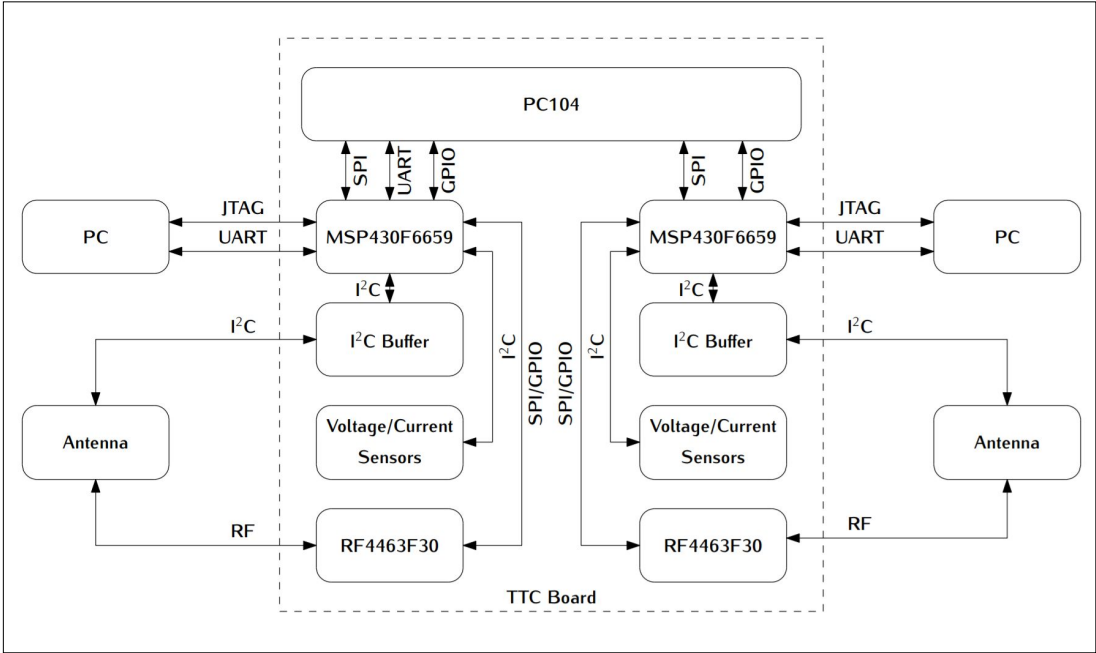 PC104
SPI
UART
GPIO
SPI
GPIO
PC
JTAG
UART
MSP430F6659
MSP430F6659
JTAG
UART
PC
I²C
I²C
I²C
I²C Buffer
I²C Buffer
I²C
I²C
SPI/GPIO
SPI/GPIO
I²C
Antenna
Voltage/Current
Sensors
Voltage/Current
Sensors
Antenna
RF
RF4463F30
RF4463F30
RF
TTC Board